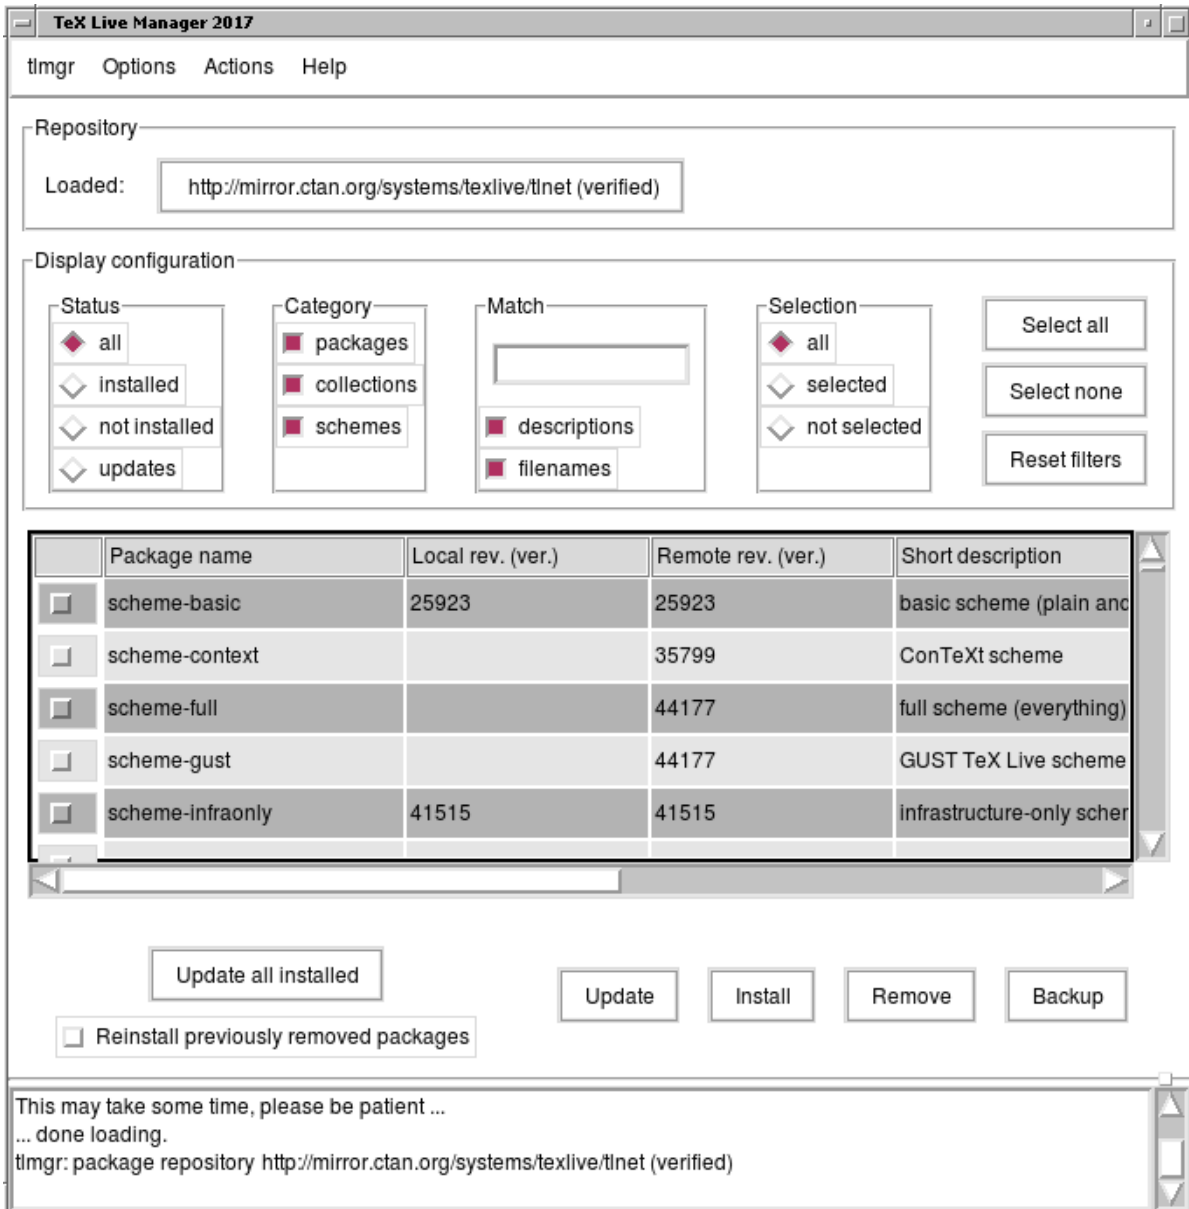 TeX Live Manager 2017
tlmgr Options Actions Help
Repository
Loaded: http://mirror.ctan.org/systems/texlive/tlnet (verified)
Display configuration
Status Category Match Selection
all packages all Select all
installed collections selected Select none
not installed schemes descriptions not selected
updates filenames Reset filters
Package name Local rev. (ver.) Remote rev. (ver.) Short description
scheme-basic 25923 25923 basic scheme (plain and
scheme-context 35799 ConTeXt scheme
scheme-full 44177 full scheme (everything)
scheme-gust 44177 GUST TeX Live scheme
scheme-infraonly 41515 41515 infrastructure-only scher
Update all installed Update Install Remove Backup
Reinstall previously removed packages
This may take some time, please be patient ...
... done loading.
tlmgr: package repository http://mirror.ctan.org/systems/texlive/tlnet (verified)